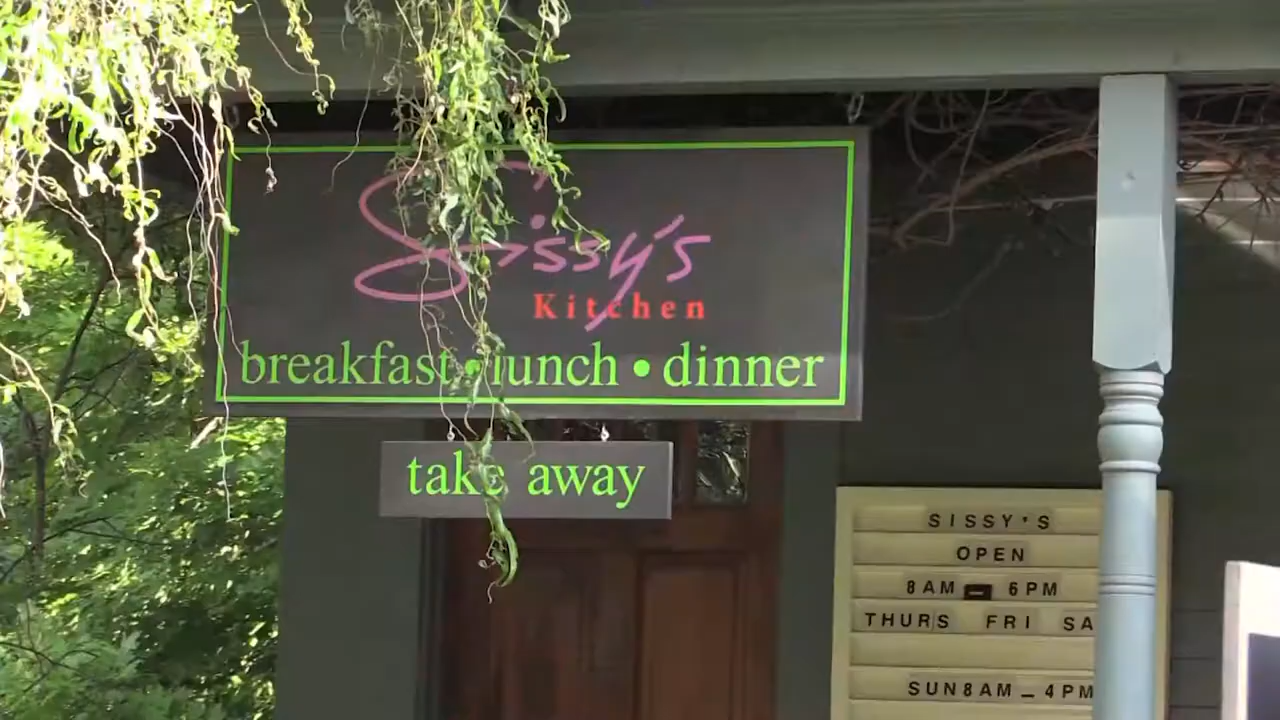 Sissy's
Kitchen
breakfast • lunch • dinner
take away
SISSY'S
OPEN
8AM - 6PM
THURS FRI SA
SUN8AM - 4PM